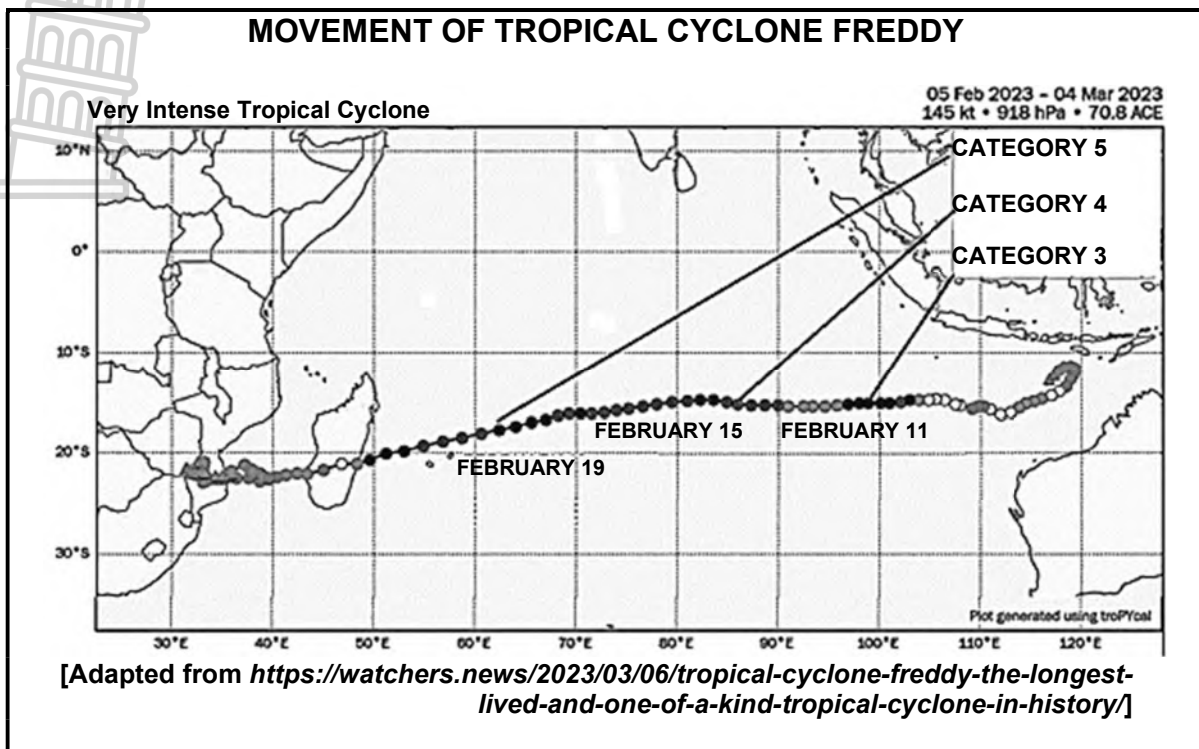 MOVEMENT OF TROPICAL CYCLONE FREDDY
05 Feb 2023 – 04 Mar 2023
Very Intense Tropical Cyclone
145 kt • 918 hPa • 70.8 ACE
10°N
CATEGORY 5
CATEGORY 4
0°
CATEGORY 3
10°S
FEBRUARY 15
FEBRUARY 11
20°S
FEBRUARY 19
30°S
Plot generated using troPYcal
30°E 40°E 50°E 60°E 70°E 80°E 90°E 100°E 110°E 120°E
[Adapted from https://watchers.news/2023/03/06/tropical-cyclone-freddy-the-longest-
lived-and-one-of-a-kind-tropical-cyclone-in-history/]